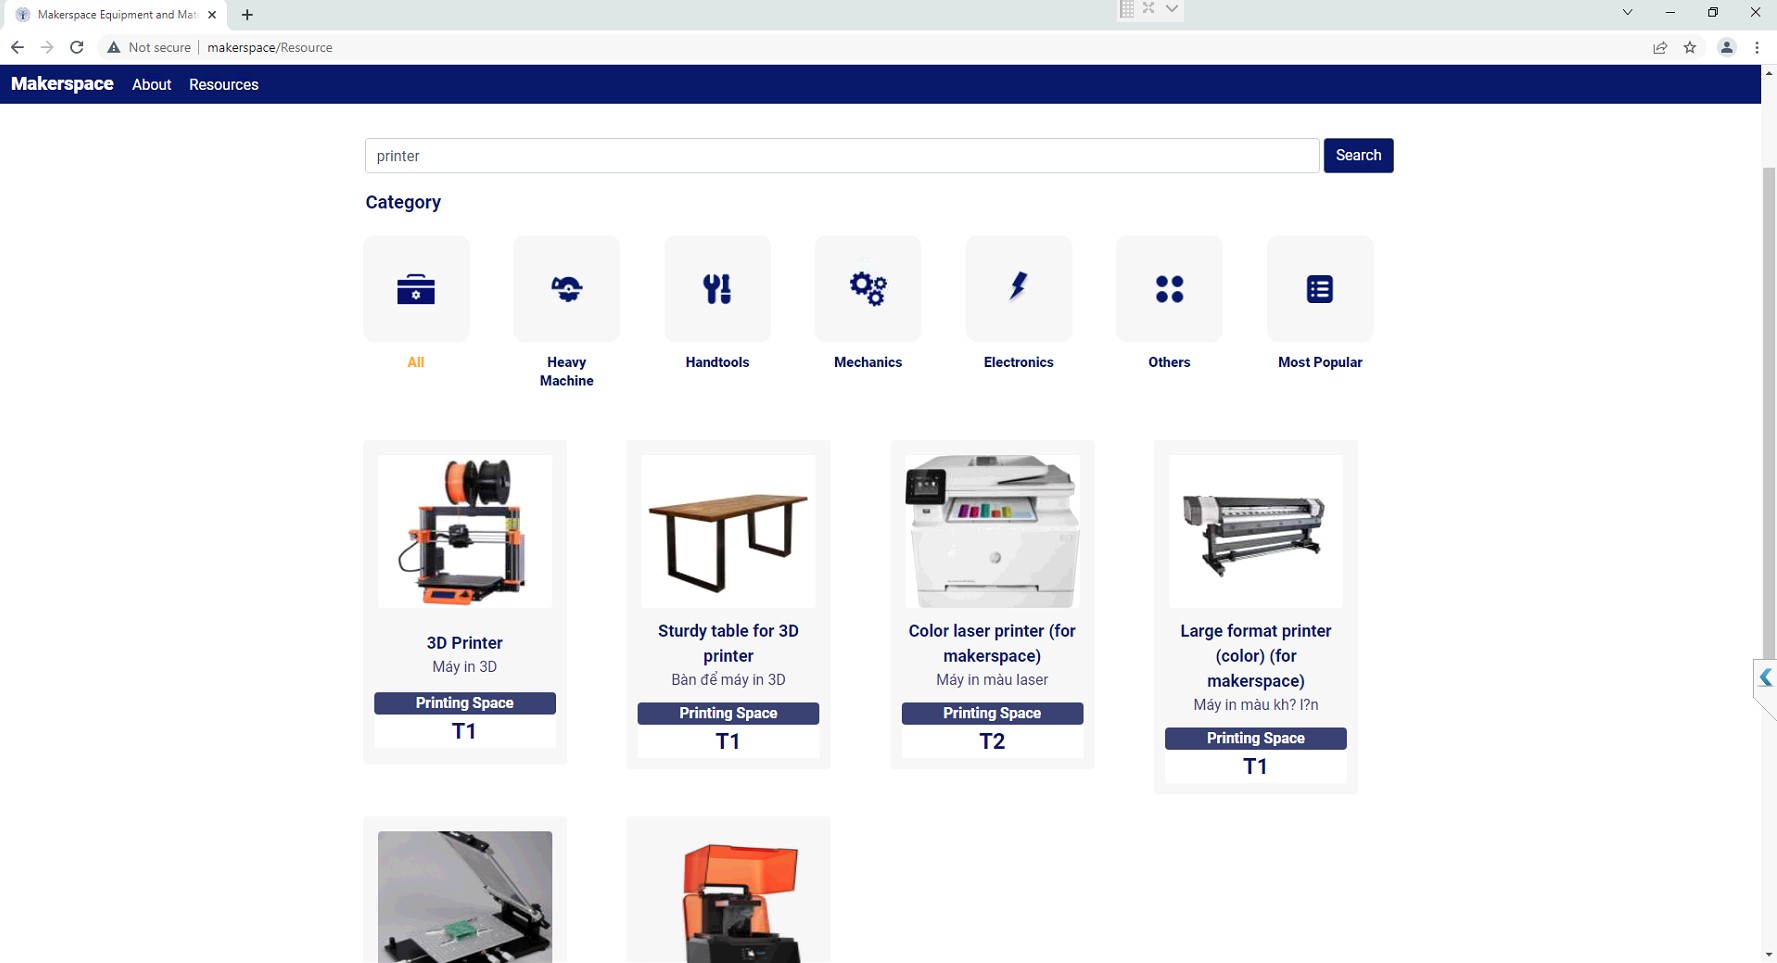 Makerspace Equipment and Mat
Not secure
makerspace/Resource
Makerspace
About
Resources
printer
Search
Category
All
Heavy
Machine
Handtools
Mechanics
Electronics
Others
Most Popular
3D Printer
Máy in 3D
Printing Space
T1
Sturdy table for 3D
printer
Bàn để máy in 3D
Printing Space
T1
Color laser printer (for
makerspace)
Máy in màu laser
Printing Space
T2
Large format printer
(color) (for
makerspace)
Máy in màu kh? l?n
Printing Space
T1